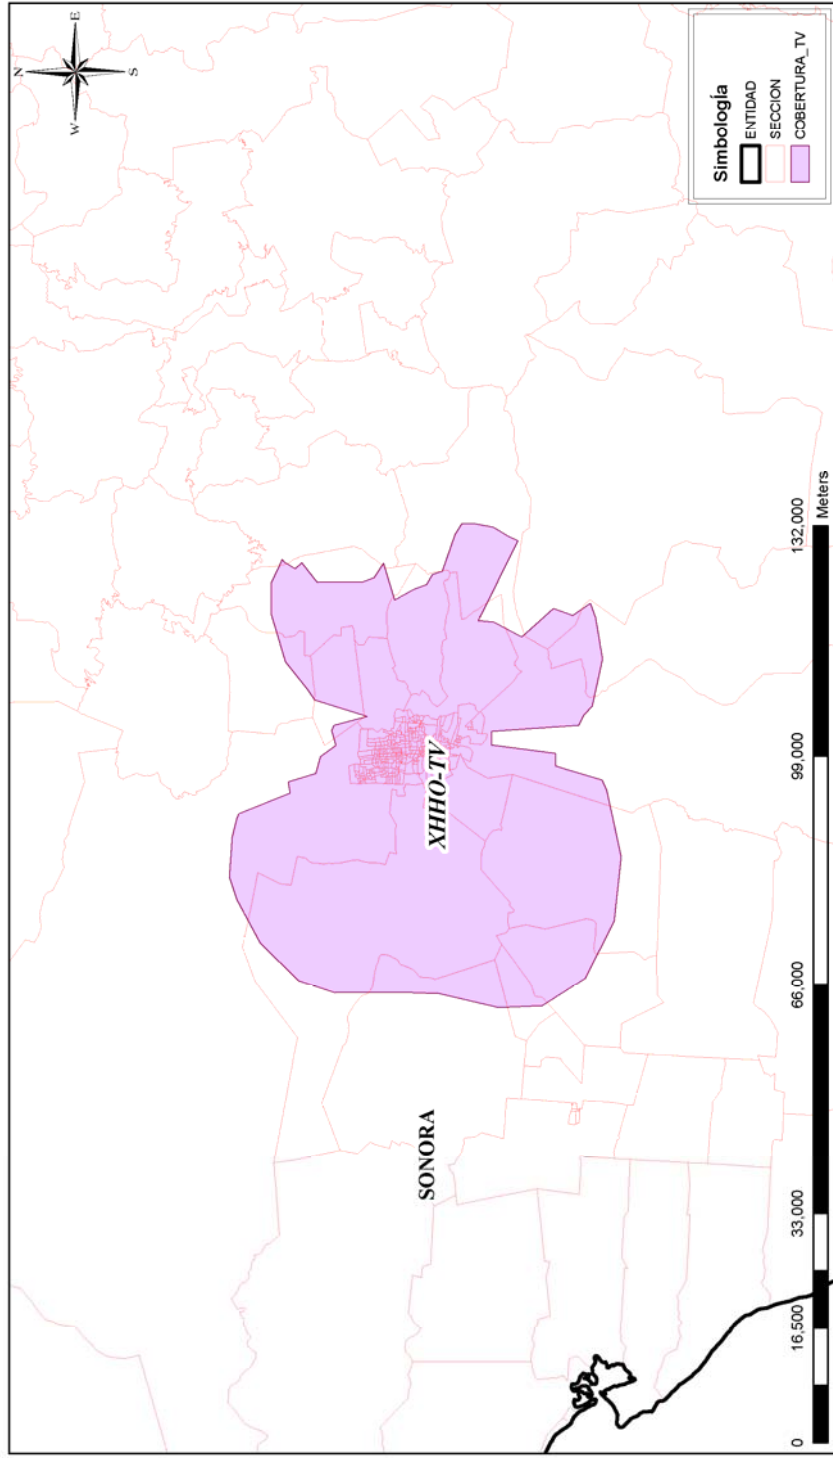 N
W
E
S
XHHO-TV
SONORA
Simbología
ENTIDAD
SECCION
COBERTURA_TV
0
16,500
33,000
66,000
99,000
132,000
Meters